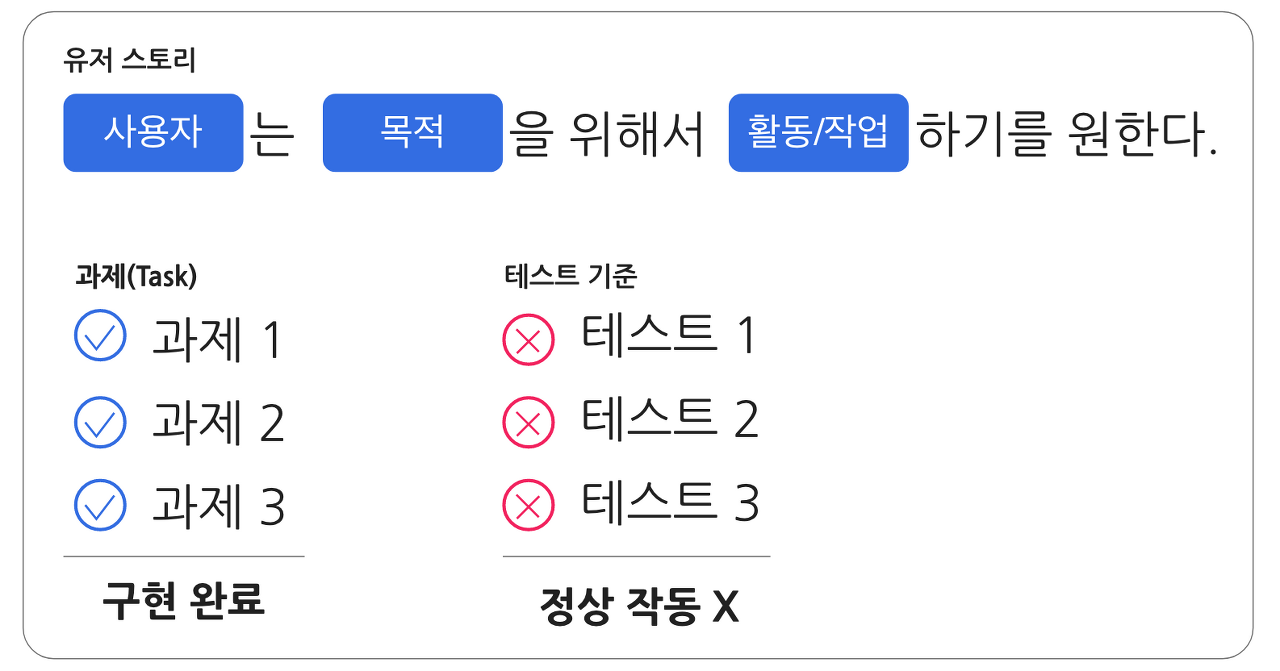 유저 스토리
사용자 는 목적 을 위해서 활동/작업 하기를 원한다.
과제(Task)
과제 1
과제 2
과제 3
구현 완료
테스트 기준
테스트 1
테스트 2
테스트 3
정상 작동 X